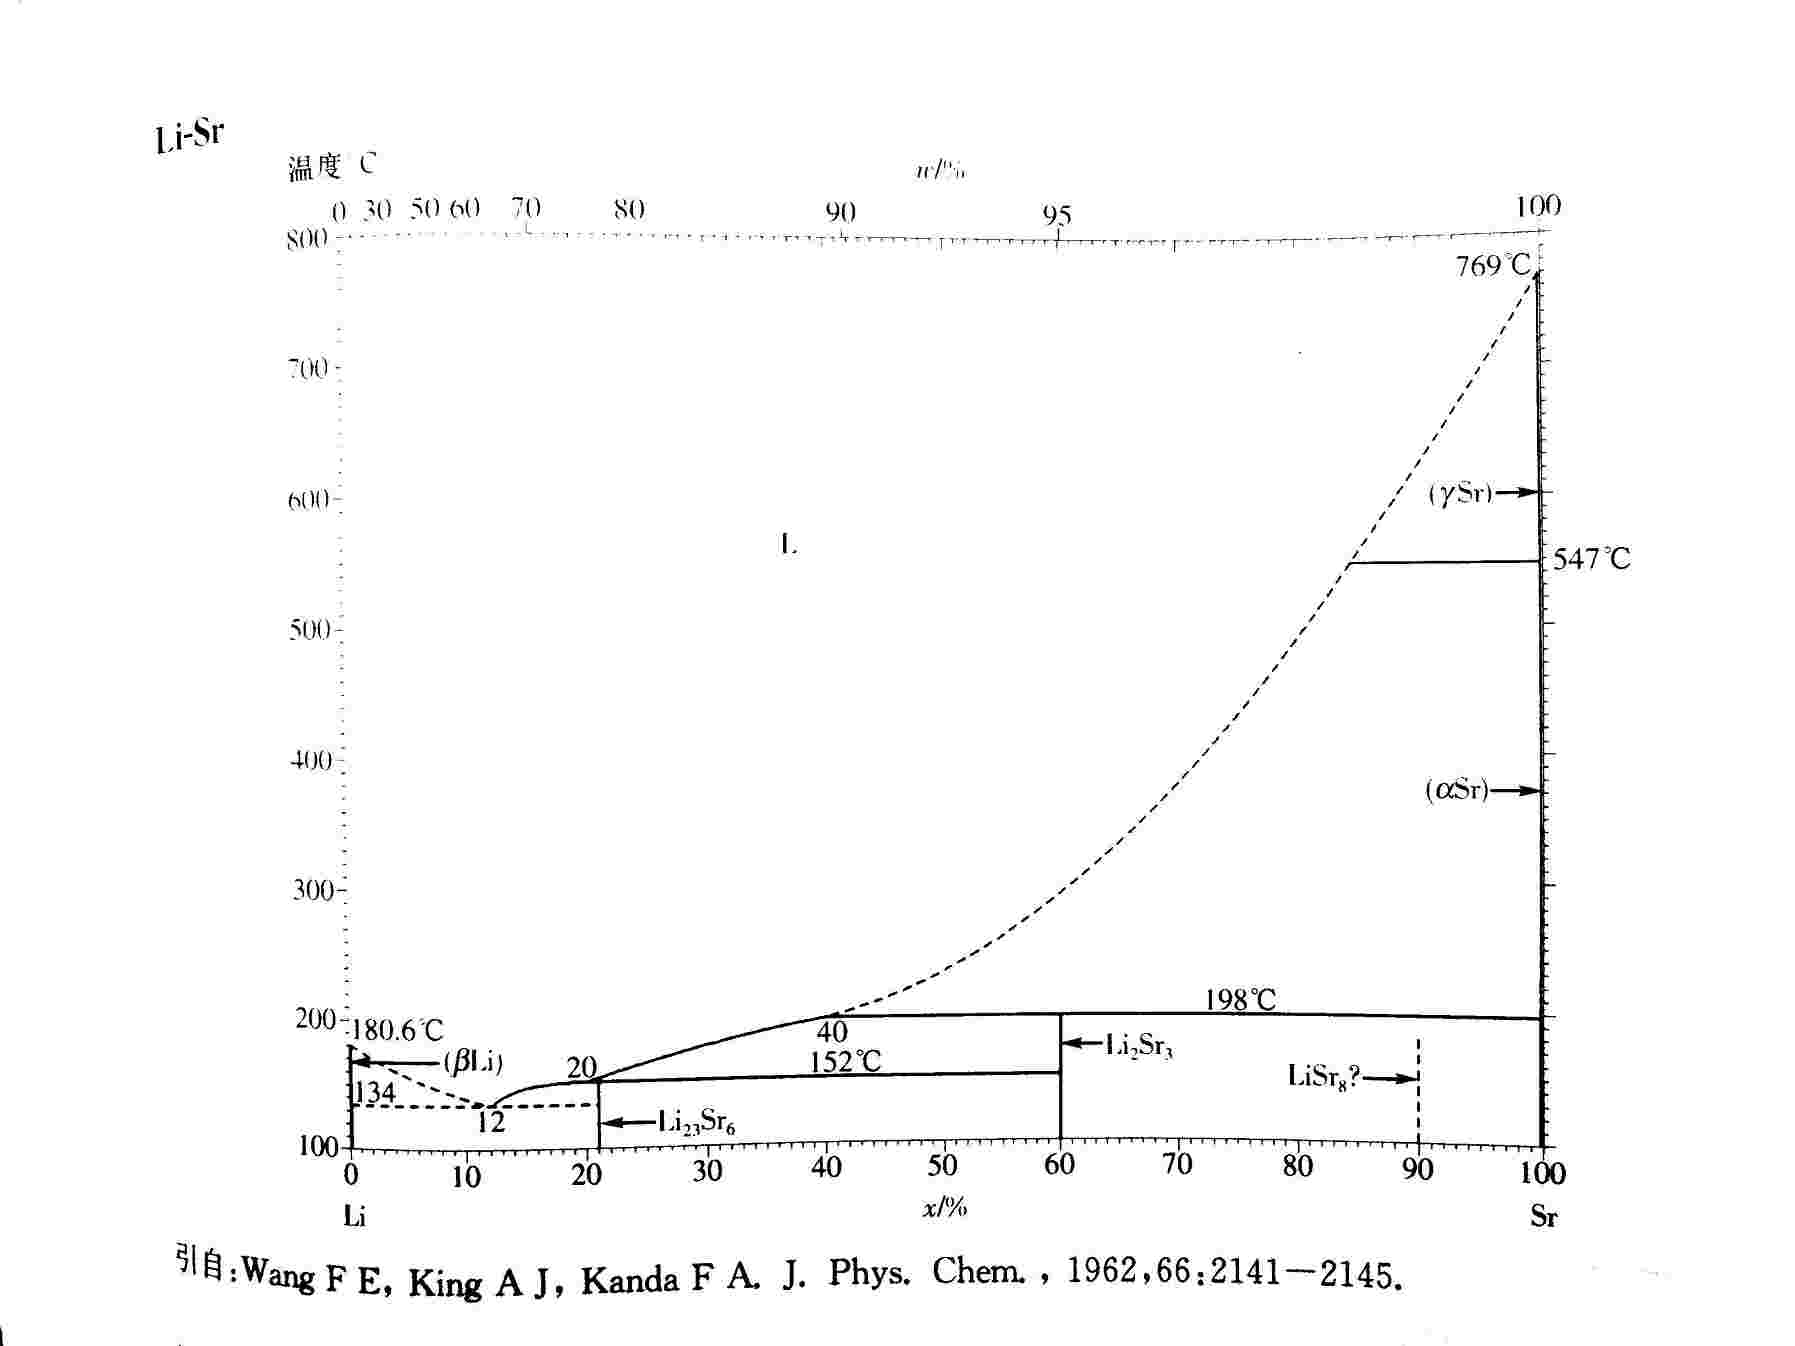 Li-Sr
温度 ℃
w/%
0 30 50 60 70 80 90 95 100
800
769℃
700
600
(γSr)
L
547℃
500
400
(αSr)
300
198℃
200
180.6℃
40
Li₂Sr₃
(βLi)
20
152℃
LiSr₈?
134
12
Li₂₃Sr₆
100
0 10 20 30 40 50 60 70 80 90 100
Li x/% Sr
引自:Wang F E, King A J, Kanda F A. J. Phys. Chem., 1962,66:2141—2145.